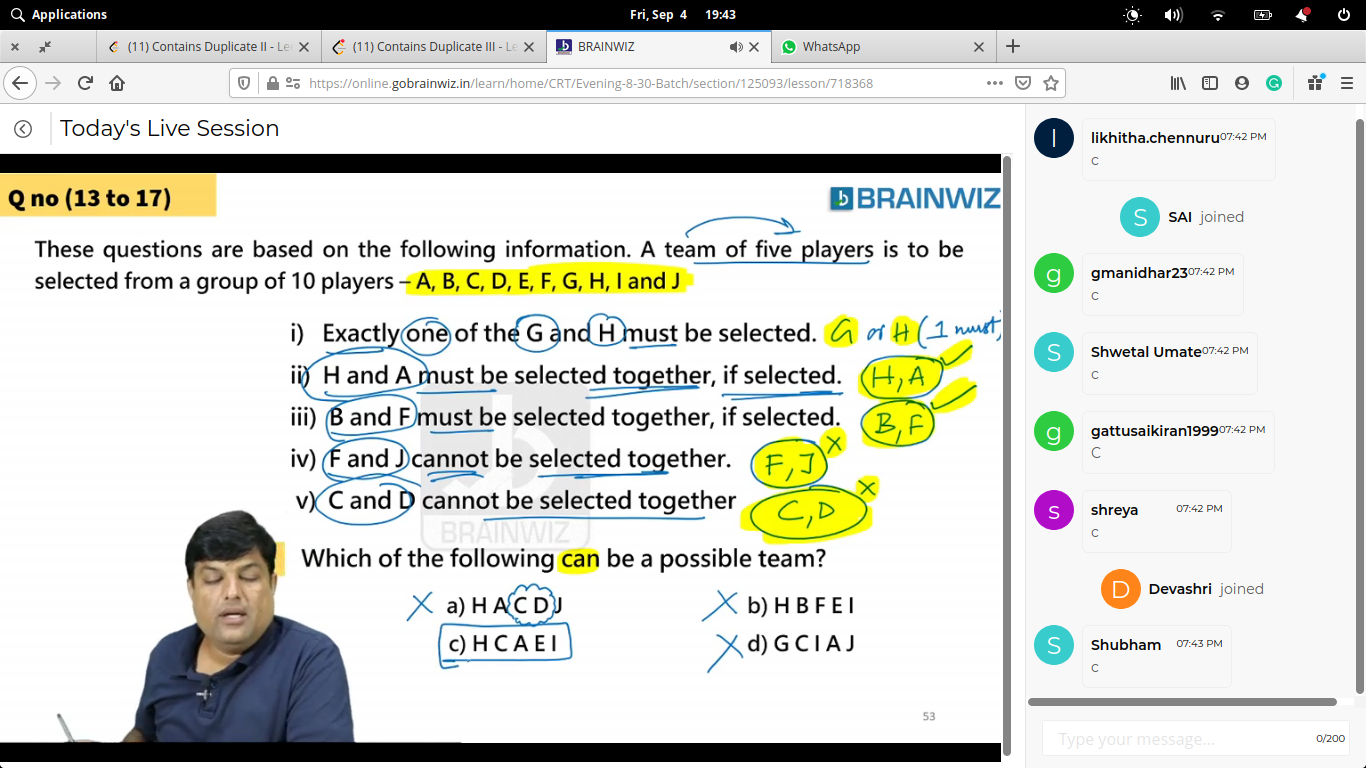 Applications
Fri, Sep 4 19:43
(11) Contains Duplicate II - Le
(11) Contains Duplicate III - Le
BRAINWIZ
WhatsApp
https://online.gobrainwiz.in/learn/home/CRT/Evening-8-30-Batch/section/125093/lesson/718368
Today's Live Session
Q no (13 to 17)
BRAINWIZ
These questions are based on the following information. A team of five players is to be
selected from a group of 10 players – A, B, C, D, E, F, G, H, I and J
i) Exactly one of the G and H must be selected. G or H (1 must)
ii) H and A must be selected together, if selected. H, A
iii) B and F must be selected together, if selected. B, F
iv) F and J cannot be selected together. F, J x
v) C and D cannot be selected together C, D x
BRAINWIZ
Which of the following can be a possible team?
X a) H A C D J
X b) H B F E I
c) H C A E I
X d) G C I A J
53
l
likhitha.chennuru 07:42 PM
C
S SAI joined
g
gmanidhar23 07:42 PM
C
S
Shwetal Umate 07:42 PM
C
g
gattusaikiran1999 07:42 PM
C
s
shreya 07:42 PM
C
D Devashri joined
S
Shubham 07:43 PM
C
Type your message...
0/200